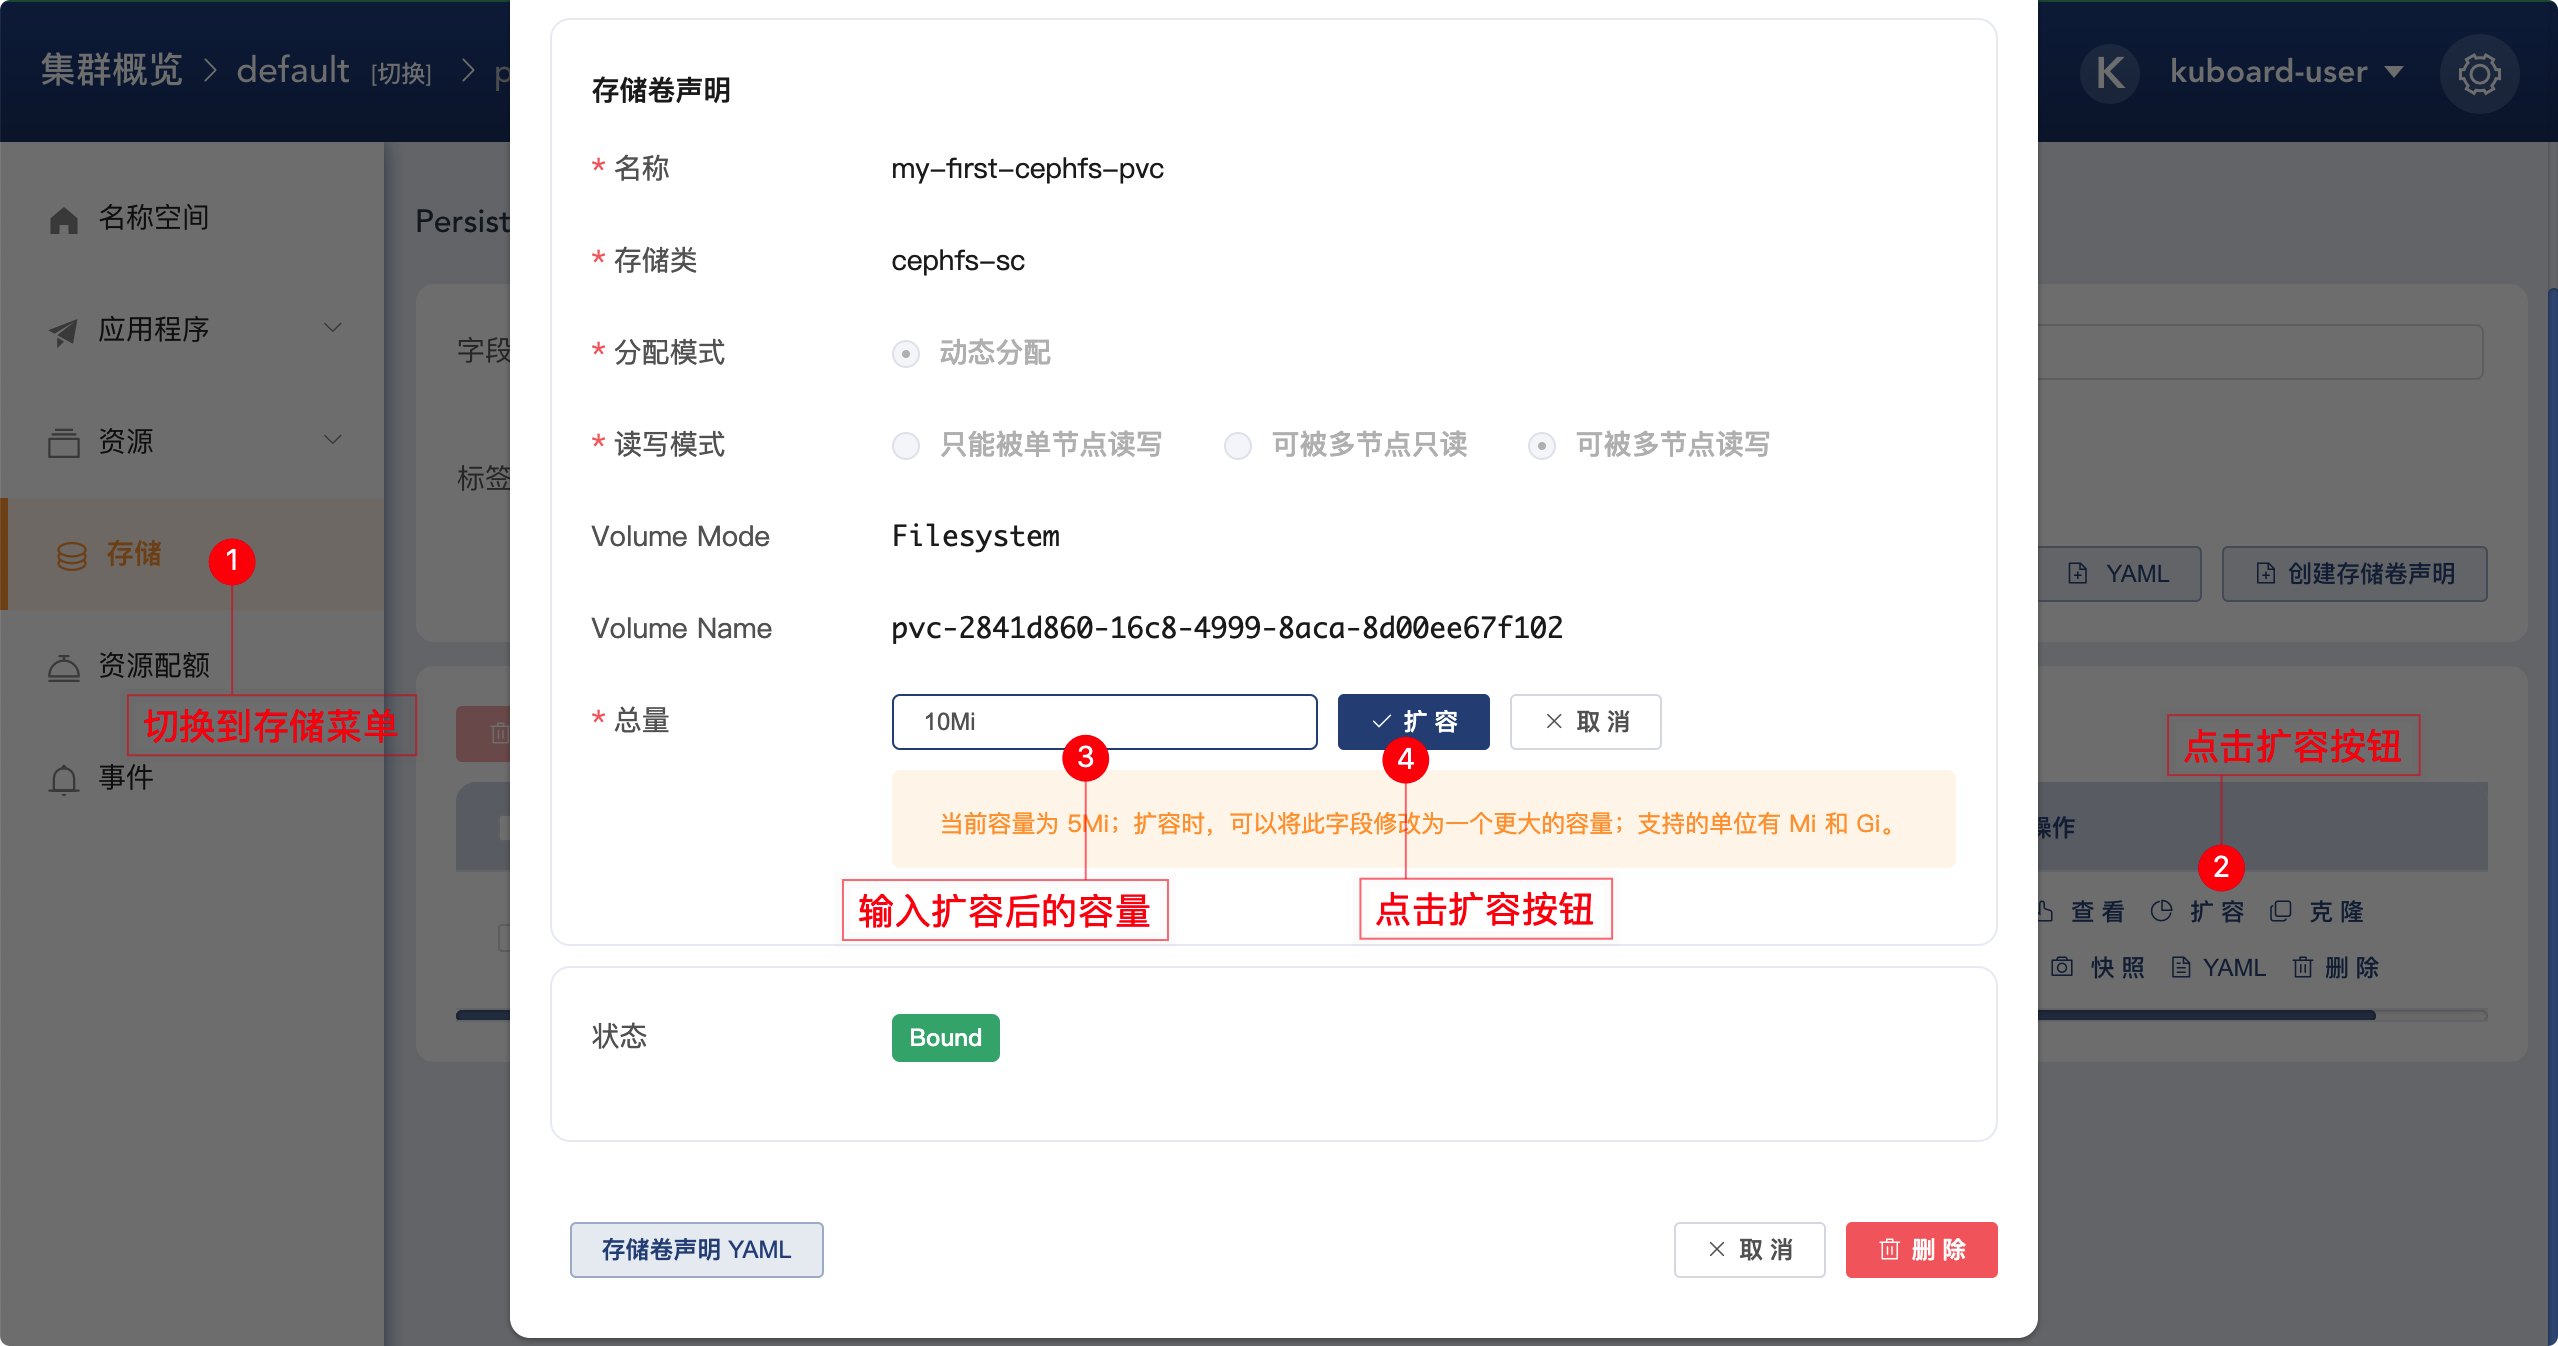 集群概览 > default [切换] > p
K kuboard-user
名称空间
应用程序
资源
存储
1
资源配额
切换到存储菜单
事件
Persist
字段
标签
存储卷声明
* 名称 my-first-cephfs-pvc
* 存储类 cephfs-sc
* 分配模式 动态分配
* 读写模式 只能被单节点读写 可被多节点只读 可被多节点读写
Volume Mode Filesystem
Volume Name pvc-2841d860-16c8-4999-8aca-8d00ee67f102
* 总量 10Mi 扩容 取消
3 4
当前容量为 5Mi；扩容时，可以将此字段修改为一个更大的容量；支持的单位有 Mi 和 Gi。
输入扩容后的容量 点击扩容按钮
状态 Bound
存储卷声明 YAML 取消 删除
YAML 创建存储卷声明
点击扩容按钮
操作
2
查看 扩容 克隆
快照 YAML 删除